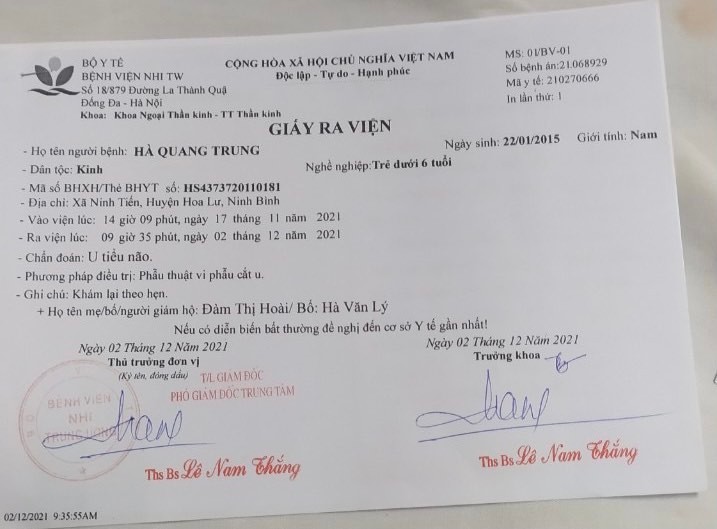 BỘ Y TẾ
BỆNH VIỆN NHI TW
Số 18/879 Đường La Thành Quậ
Đống Đa - Hà Nội
Khoa: Khoa Ngoại Thần kinh - TT Thần kinh
CỘNG HÒA XÃ HỘI CHỦ NGHĨA VIỆT NAM
Độc lập - Tự do - Hạnh phúc
MS: 01/BV-01
Số bệnh án:21.068929
Mã y tế: 210270666
In lần thứ: 1
GIẤY RA VIỆN
- Họ tên người bệnh: HÀ QUANG TRUNG Ngày sinh: 22/01/2015 Giới tính: Nam
- Dân tộc: Kinh Nghề nghiệp:Trẻ dưới 6 tuổi
- Mã số BHXH/Thẻ BHYT số: HS4373720110181
- Địa chỉ: Xã Ninh Tiến, Huyện Hoa Lư, Ninh Bình
- Vào viện lúc: 14 giờ 09 phút, ngày 17 tháng 11 năm 2021
- Ra viện lúc: 09 giờ 35 phút, ngày 02 tháng 12 năm 2021
- Chẩn đoán: U tiểu não.
- Phương pháp điều trị: Phẫu thuật vi phẫu cắt u.
- Ghi chú: Khám lại theo hẹn.
+ Họ tên mẹ/bố/người giám hộ: Đàm Thị Hoài/ Bố: Hà Văn Lý
Nếu có diễn biến bất thường đề nghị đến cơ sở Y tế gần nhất!
Ngày 02 Tháng 12 Năm 2021
Thủ trưởng đơn vị
(Ký tên, đóng dấu)
T/L GIÁM ĐỐC
PHÓ GIÁM ĐỐC TRUNG TÂM
BỆNH VIỆN
NHI
TRUNG ƯƠNG
Ths Bs Lê Nam Thắng
Ngày 02 Tháng 12 Năm 2021
Trưởng khoa
Ths Bs Lê Nam Thắng
02/12/2021 9:35:55AM